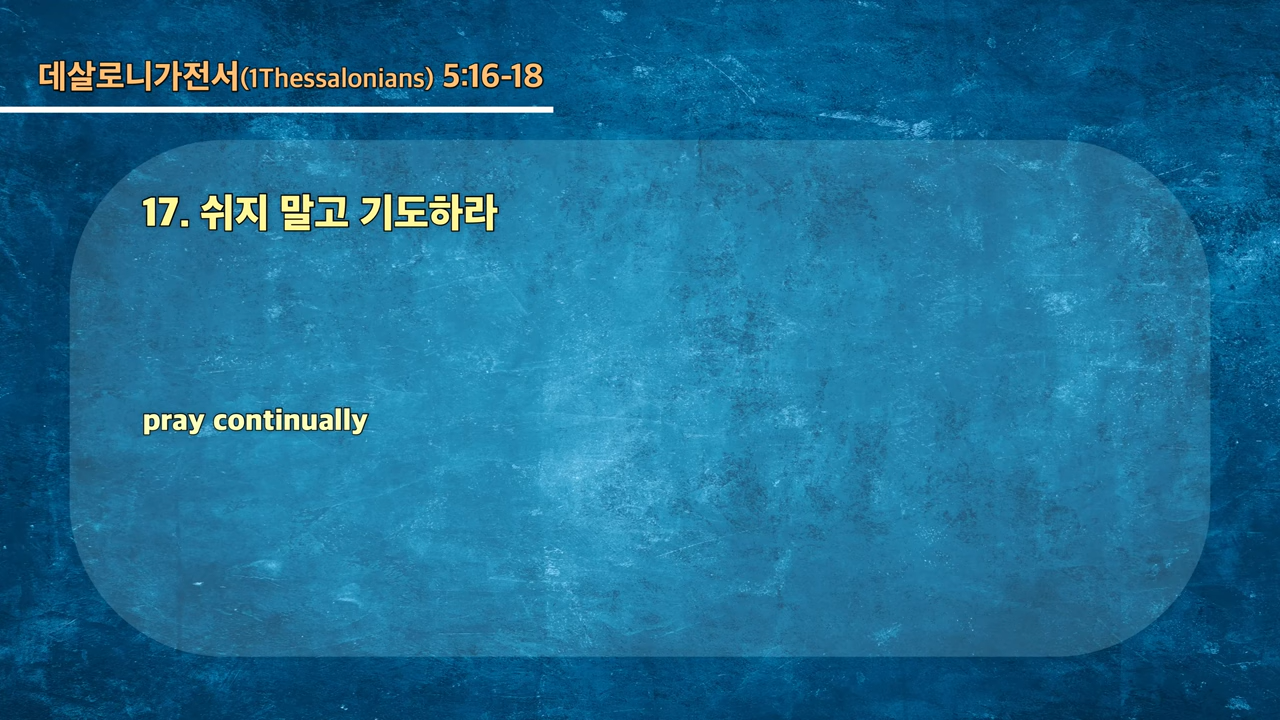 데살로니가전서(1Thessalonians) 5:16-18
17. 쉬지 말고 기도하라
pray continually